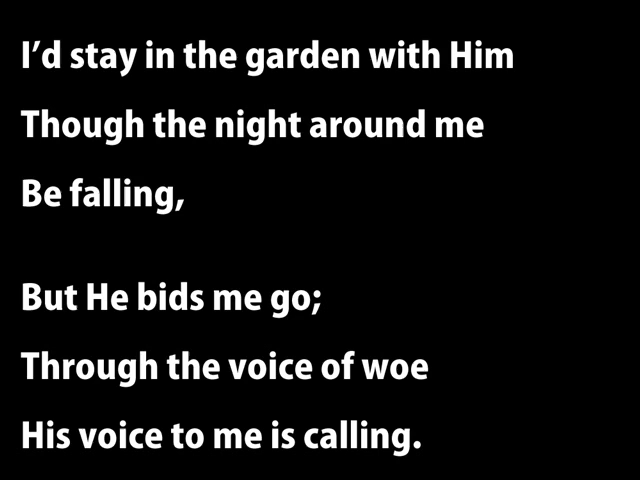 I’d stay in the garden with Him
Though the night around me
Be falling,
But He bids me go;
Through the voice of woe
His voice to me is calling.